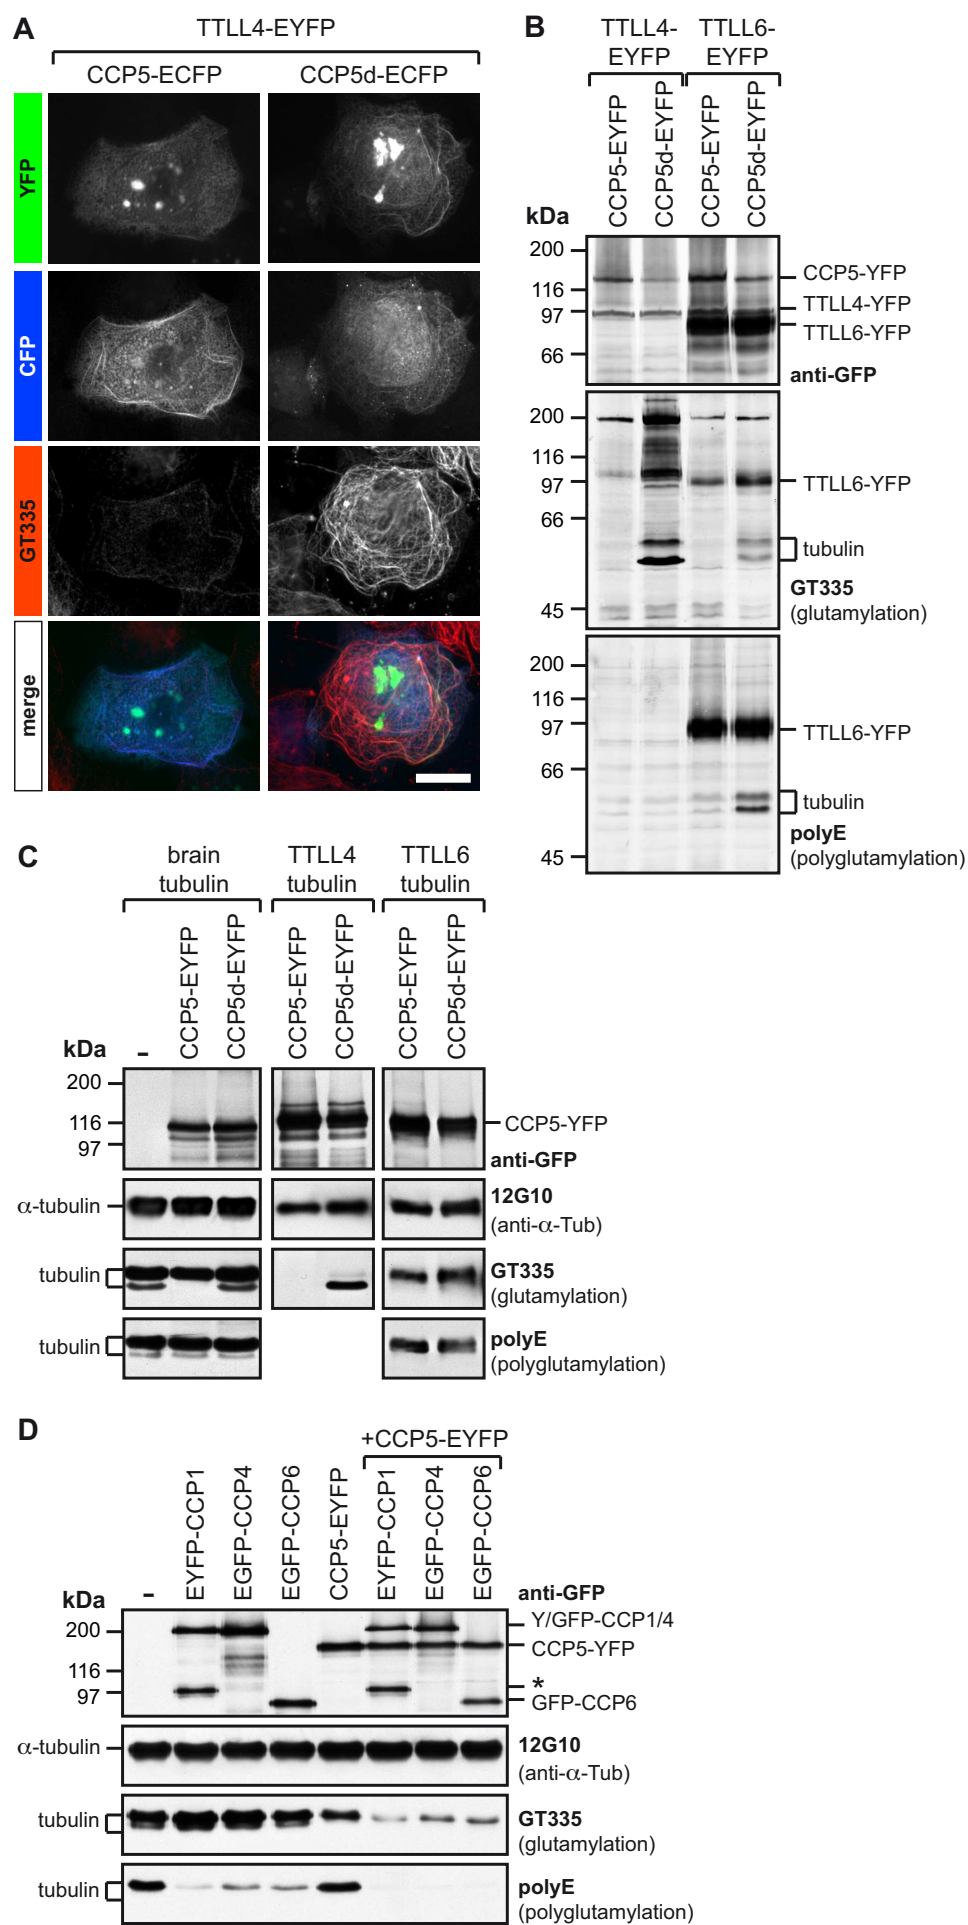 A
TTLL4-EYFP
CCP5-ECFP
CCP5d-ECFP
YFP
CFP
GT335
merge
B
TTLL4-
EYFP
TTLL6-
EYFP
CCP5-EYFP
CCP5d-EYFP
CCP5-EYFP
CCP5d-EYFP
kDa
200
116
97
66
CCP5-YFP
TTLL4-YFP
TTLL6-YFP
anti-GFP
200
116
97
66
45
TTLL6-YFP
tubulin
GT335
(glutamylation)
200
116
97
66
45
TTLL6-YFP
tubulin
polyE
(polyglutamylation)
C
brain
tubulin
TTLL4
tubulin
TTLL6
tubulin
kDa
–
CCP5-EYFP
CCP5d-EYFP
CCP5-EYFP
CCP5d-EYFP
CCP5-EYFP
CCP5d-EYFP
200
116
97
CCP5-YFP
anti-GFP
α-tubulin
12G10
(anti-α-Tub)
tubulin
GT335
(glutamylation)
tubulin
polyE
(polyglutamylation)
D
+CCP5-EYFP
kDa
–
EYFP-CCP1
EGFP-CCP4
EGFP-CCP6
CCP5-EYFP
EYFP-CCP1
EGFP-CCP4
EGFP-CCP6
anti-GFP
200
116
97
Y/GFP-CCP1/4
CCP5-YFP
*
GFP-CCP6
α-tubulin
12G10
(anti-α-Tub)
tubulin
GT335
(glutamylation)
tubulin
polyE
(polyglutamylation)